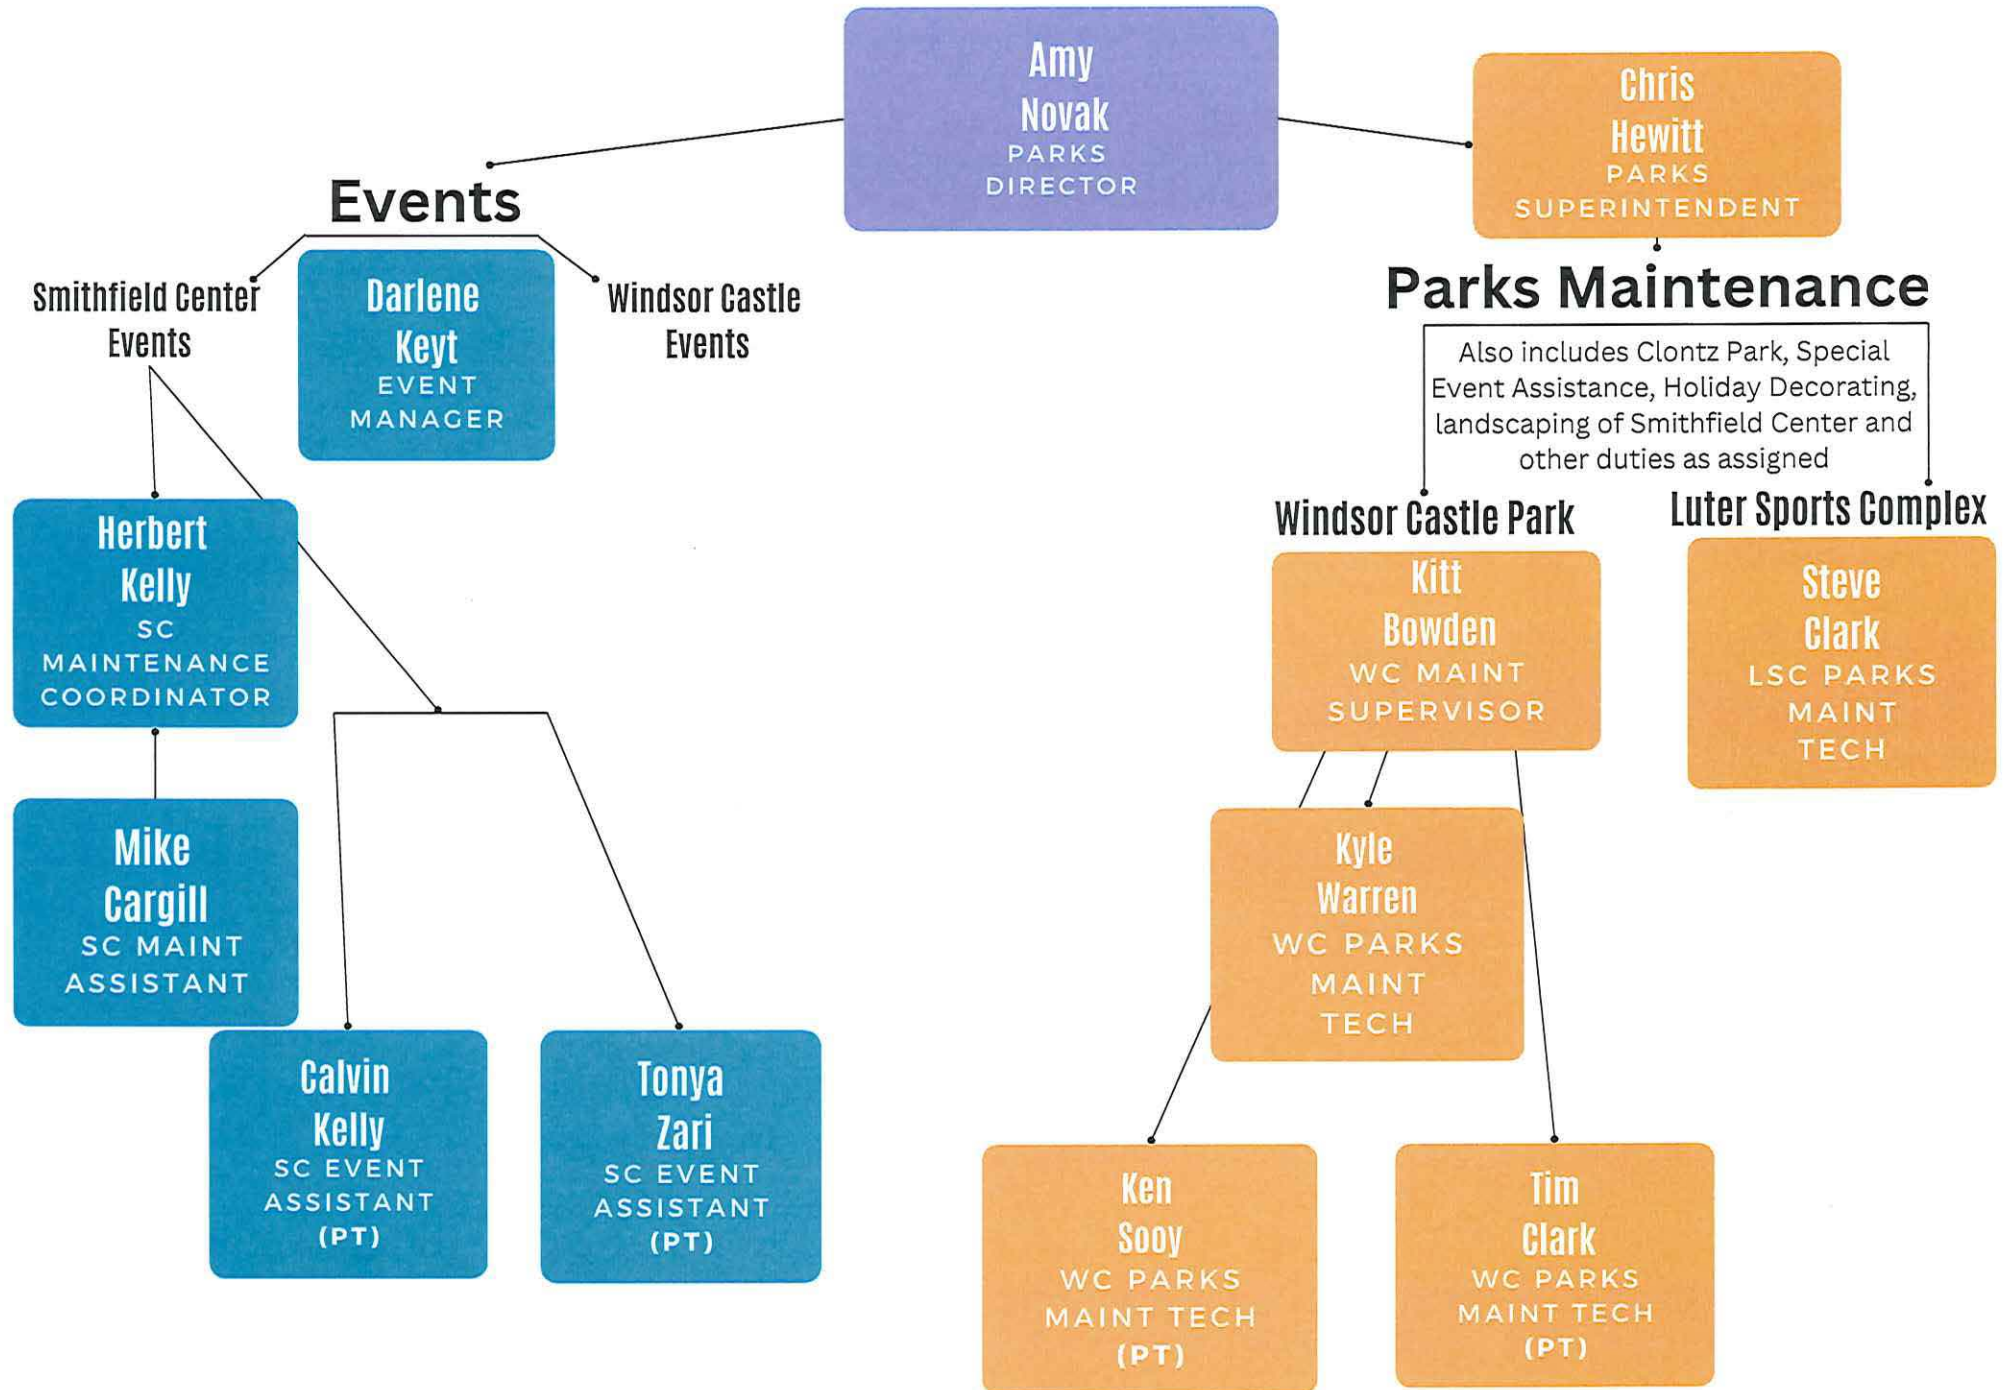 Amy
Novak
PARKS
DIRECTOR
Chris
Hewitt
PARKS
SUPERINTENDENT
Events
Smithfield Center
Events
Darlene
Keyt
EVENT
MANAGER
Windsor Castle
Events
Parks Maintenance
Also includes Clontz Park, Special
Event Assistance, Holiday Decorating,
landscaping of Smithfield Center and
other duties as assigned
Herbert
Kelly
SC
MAINTENANCE
COORDINATOR
Mike
Cargill
SC MAINT
ASSISTANT
Calvin
Kelly
SC EVENT
ASSISTANT
(PT)
Tonya
Zari
SC EVENT
ASSISTANT
(PT)
Windsor Castle Park
Kitt
Bowden
WC MAINT
SUPERVISOR
Luter Sports Complex
Steve
Clark
LSC PARKS
MAINT
TECH
Kyle
Warren
WC PARKS
MAINT
TECH
Ken
Sooy
WC PARKS
MAINT TECH
(PT)
Tim
Clark
WC PARKS
MAINT TECH
(PT)